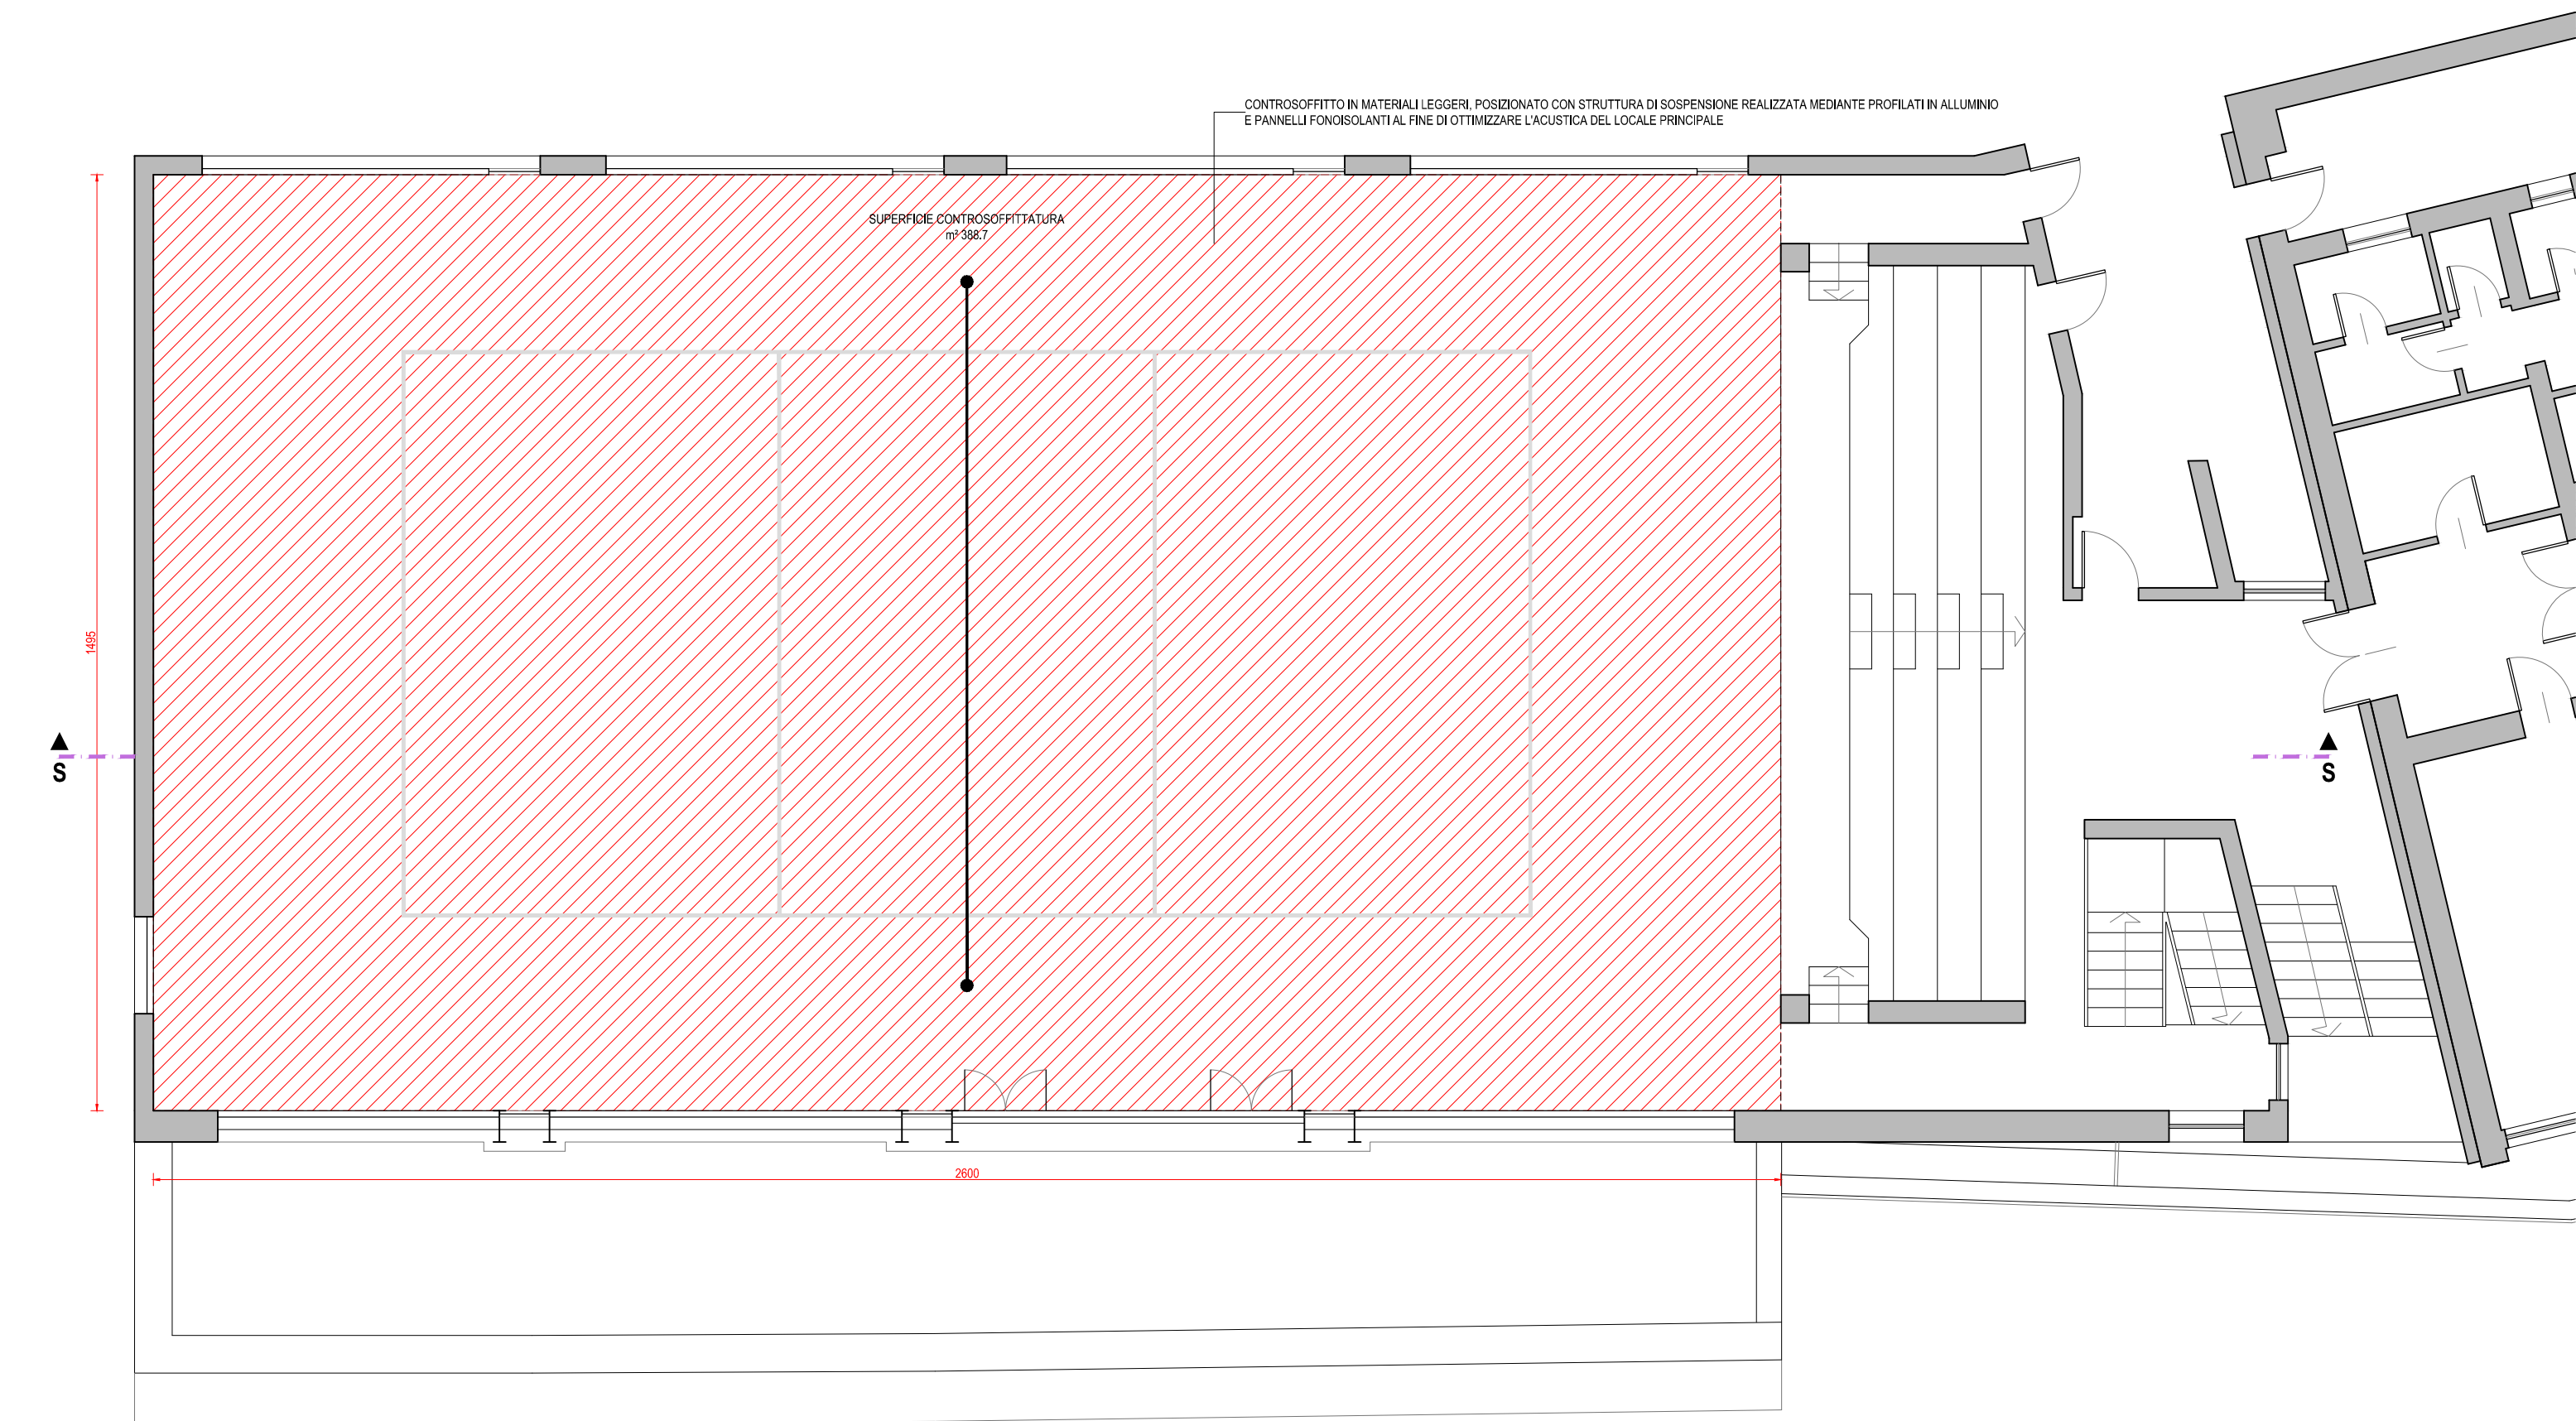 CONTROSOFFITTO IN MATERIALI LEGGERI, POSIZIONATO CON STRUTTURA DI SOSPENSIONE REALIZZATA MEDIANTE PROFILATI IN ALLUMINIO
E PANNELLI FONOISOLANTI AL FINE DI OTTIMIZZARE L'ACUSTICA DEL LOCALE PRINCIPALE
SUPERFICIE CONTROSOFFITTATURA
m² 388.7
1495
S
S
2600